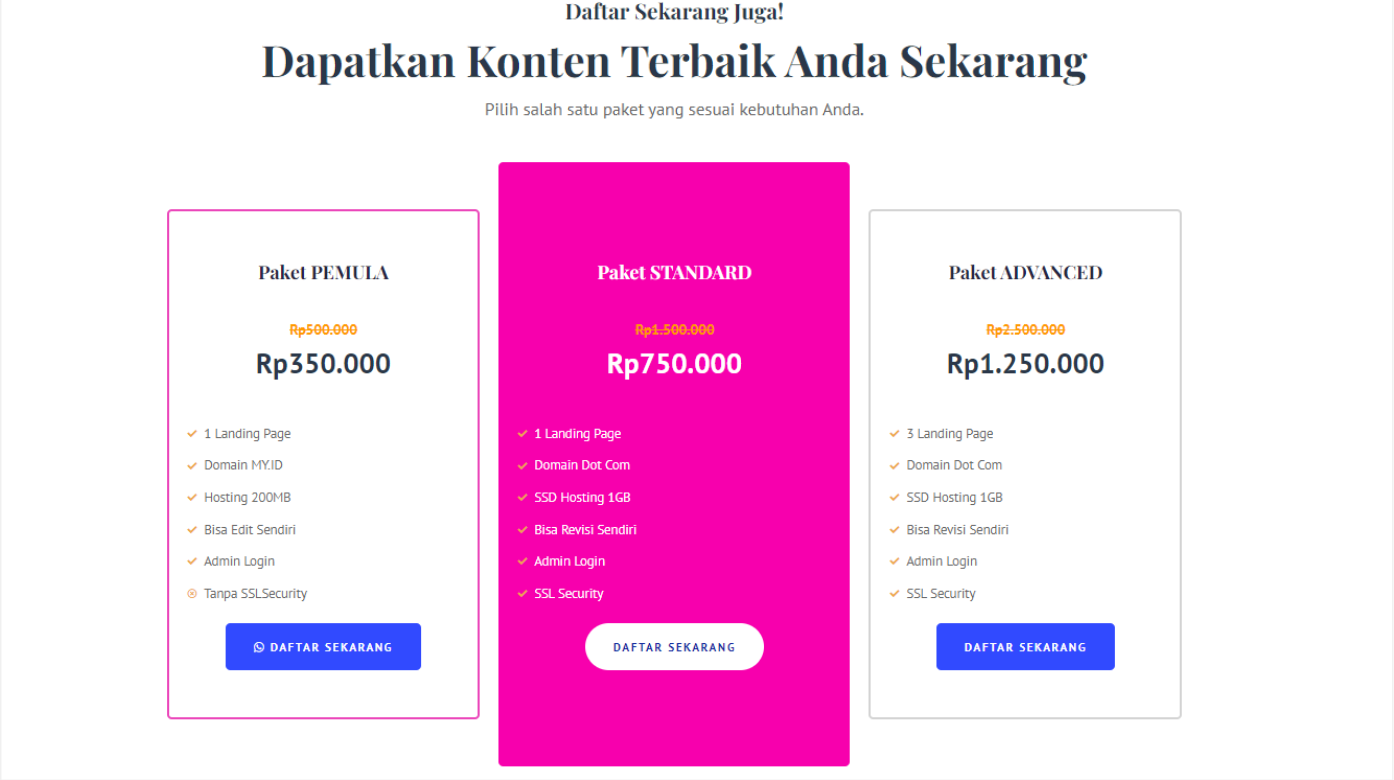 Daftar Sekarang Juga!
Dapatkan Konten Terbaik Anda Sekarang
Pilih salah satu paket yang sesuai kebutuhan Anda.
Paket PEMULA
Rp500.000
Rp350.000
1 Landing Page
Domain MY.ID
Hosting 200MB
Bisa Edit Sendiri
Admin Login
Tanpa SSLSecurity
DAFTAR SEKARANG
Paket STANDARD
Rp1.500.000
Rp750.000
1 Landing Page
Domain Dot Com
SSD Hosting 1GB
Bisa Revisi Sendiri
Admin Login
SSL Security
DAFTAR SEKARANG
Paket ADVANCED
Rp2.500.000
Rp1.250.000
3 Landing Page
Domain Dot Com
SSD Hosting 1GB
Bisa Revisi Sendiri
Admin Login
SSL Security
DAFTAR SEKARANG